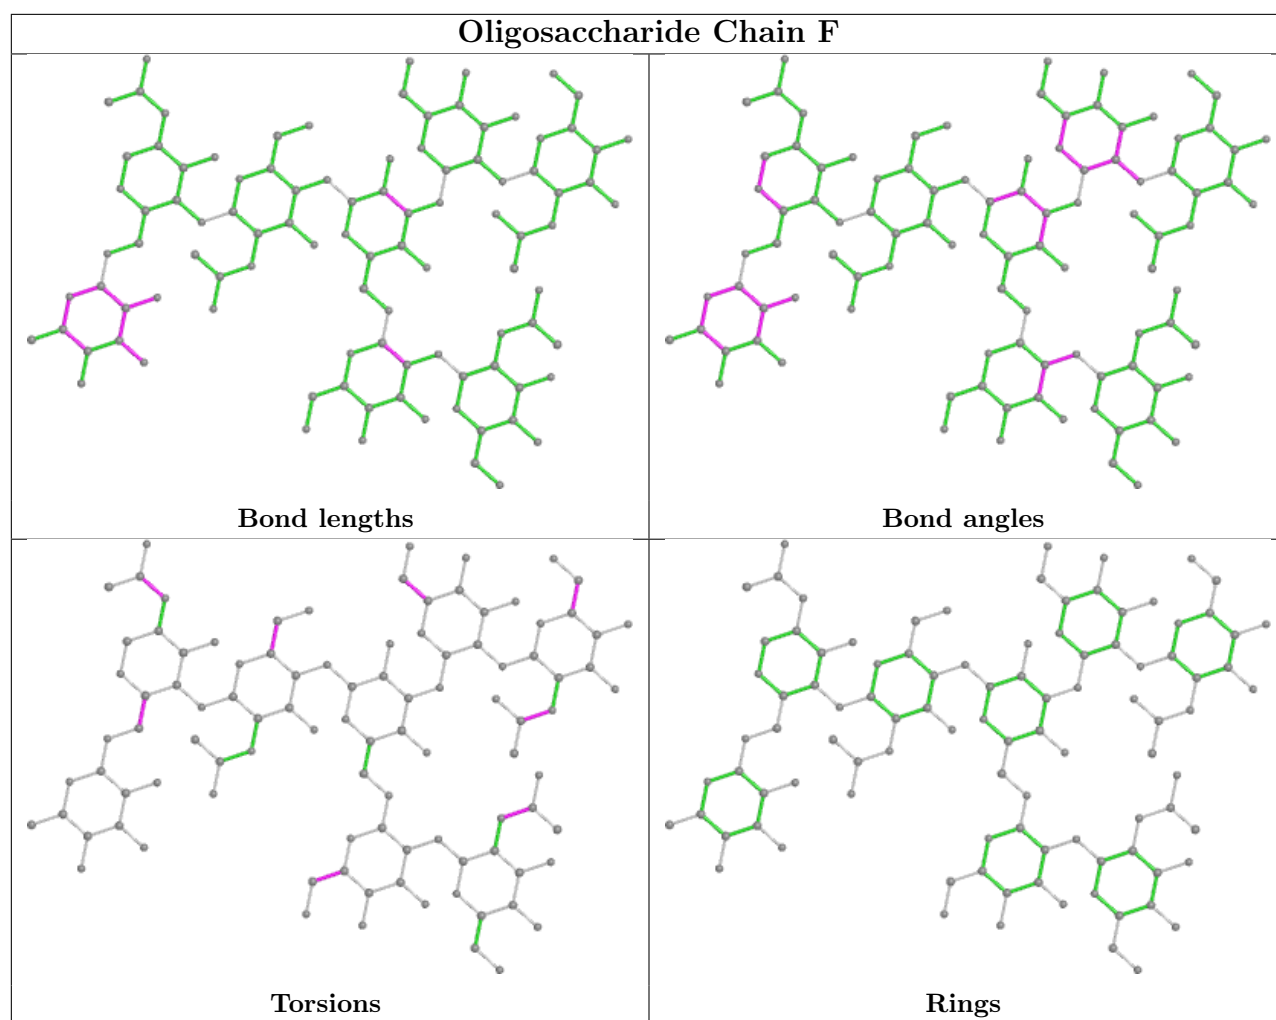 Oligosaccharide Chain F
Bond lengths
Bond angles
Torsions
Rings